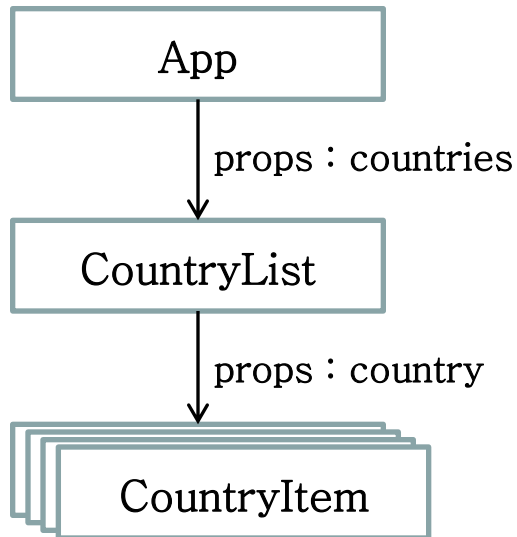 App
props : countries
CountryList
props : country
CountryItem